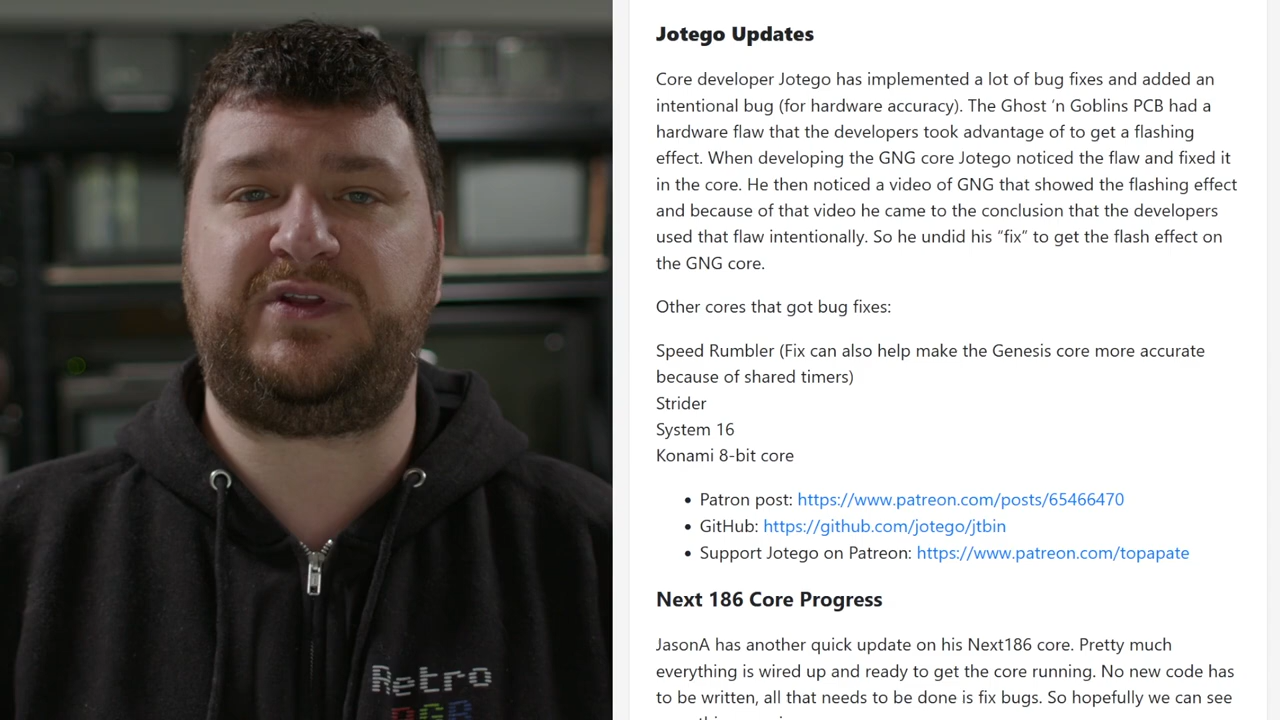 Jotego Updates
Core developer Jotego has implemented a lot of bug fixes and added an
intentional bug (for hardware accuracy). The Ghost ‘n Goblins PCB had a
hardware flaw that the developers took advantage of to get a flashing
effect. When developing the GNG core Jotego noticed the flaw and fixed it
in the core. He then noticed a video of GNG that showed the flashing effect
and because of that video he came to the conclusion that the developers
used that flaw intentionally. So he undid his “fix” to get the flash effect on
the GNG core.
Other cores that got bug fixes:
Speed Rumbler (Fix can also help make the Genesis core more accurate
because of shared timers)
Strider
System 16
Konami 8-bit core
• Patron post: https://www.patreon.com/posts/65466470
• GitHub: https://github.com/jotego/jtbin
• Support Jotego on Patreon: https://www.patreon.com/topapate
Next 186 Core Progress
JasonA has another quick update on his Next186 core. Pretty much
everything is wired up and ready to get the core running. No new code has
to be written, all that needs to be done is fix bugs. So hopefully we can see
Retro
RGB